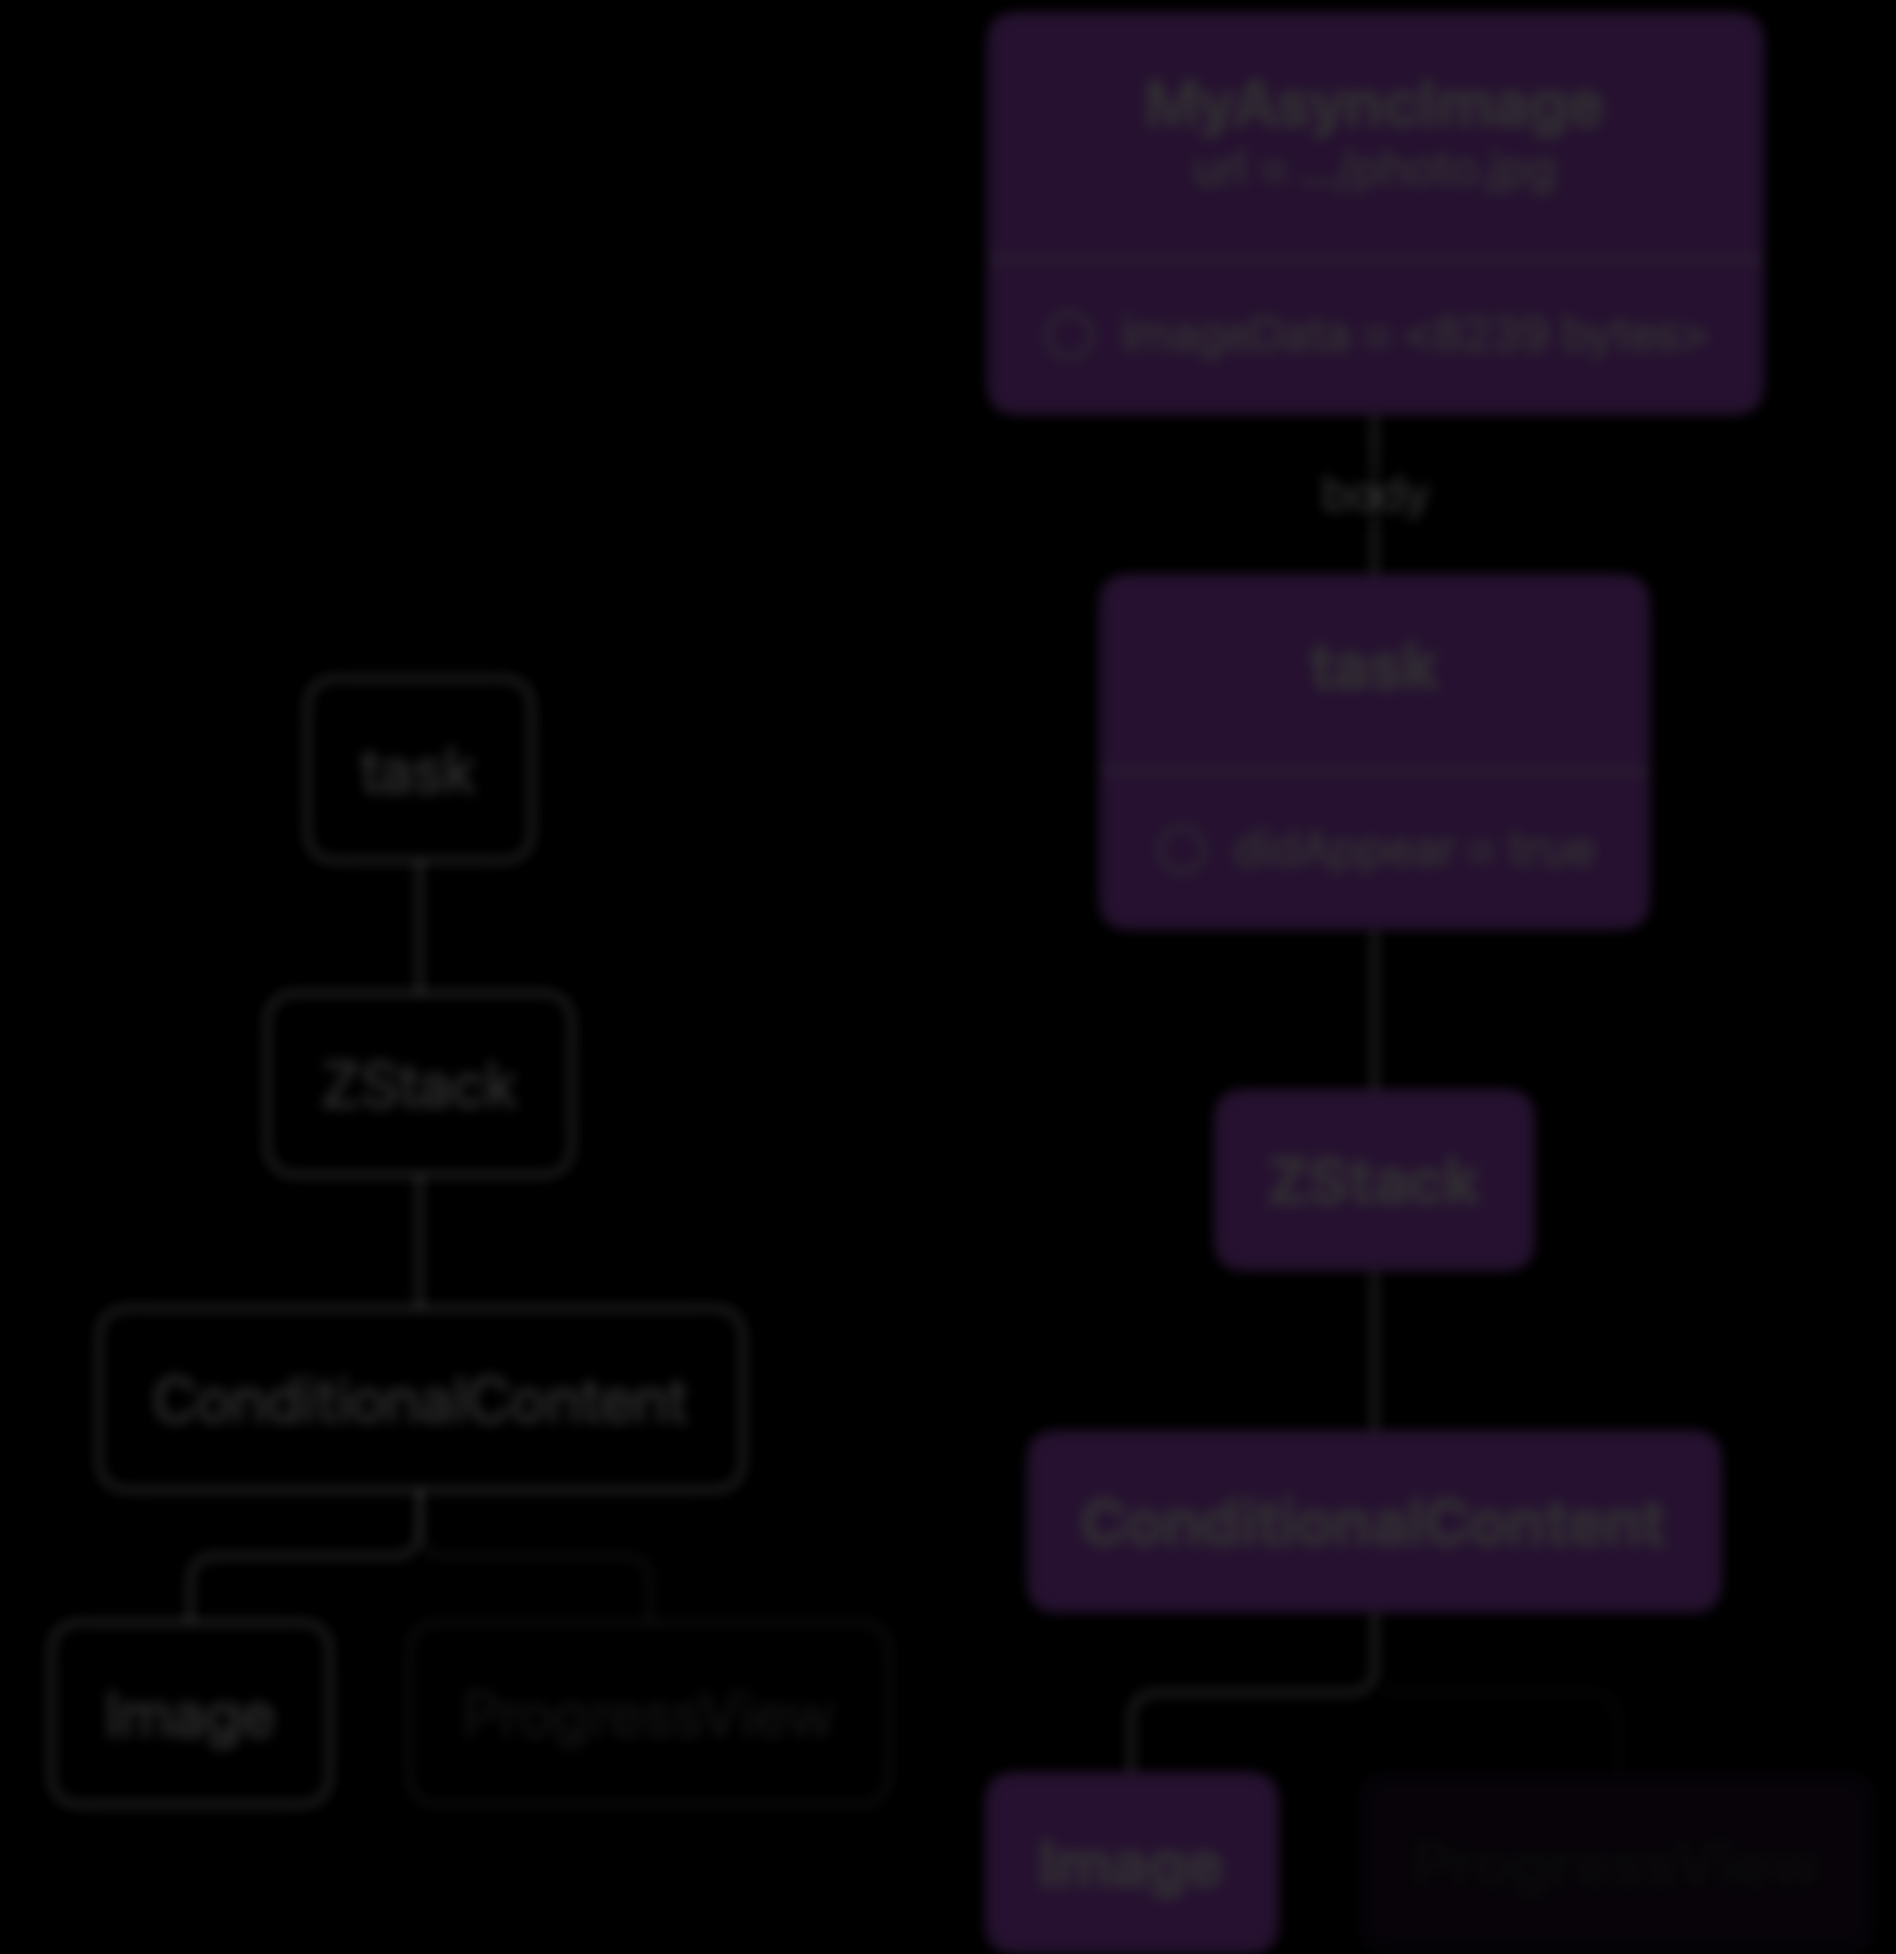 MyAsyncImage
url = .../photo.jpg
imageData = <8239 bytes>
body
task
didAppear = true
ZStack
ConditionalContent
Image
ProgressView
task
ZStack
ConditionalContent
Image
ProgressView